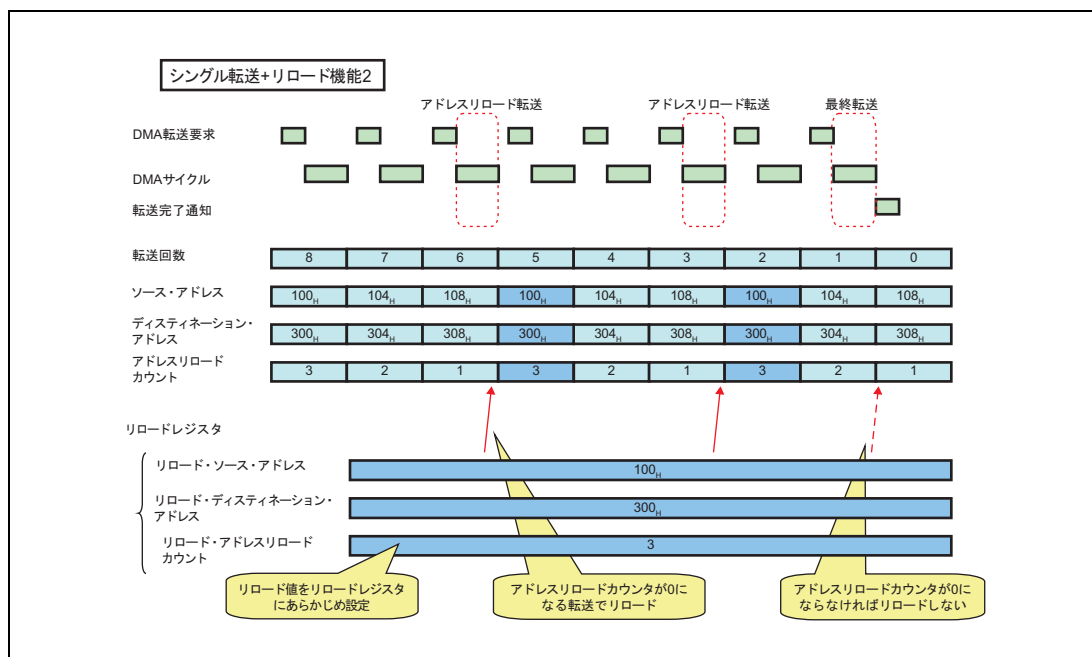 シングル転送+リロード機能2
アドレスリロード転送 アドレスリロード転送 最終転送
DMA転送要求
DMAサイクル
転送完了通知
転送回数 8 7 6 5 4 3 2 1 0
ソース・アドレス 100H 104H 108H 100H 104H 108H 100H 104H 108H
ディスティネーション・
アドレス 300H 304H 308H 300H 304H 308H 300H 304H 308H
アドレスリロード
カウント 3 2 1 3 2 1 3 2 1
リロードレジスタ
リロード・ソース・アドレス 100H
リロード・ディスティネーション・
アドレス 300H
リロード・アドレスリロード
カウント 3
リロード値をリロードレジスタ
にあらかじめ設定
アドレスリロードカウンタが0に
なる転送でリロード
アドレスリロードカウンタが0に
ならなければリロードしない